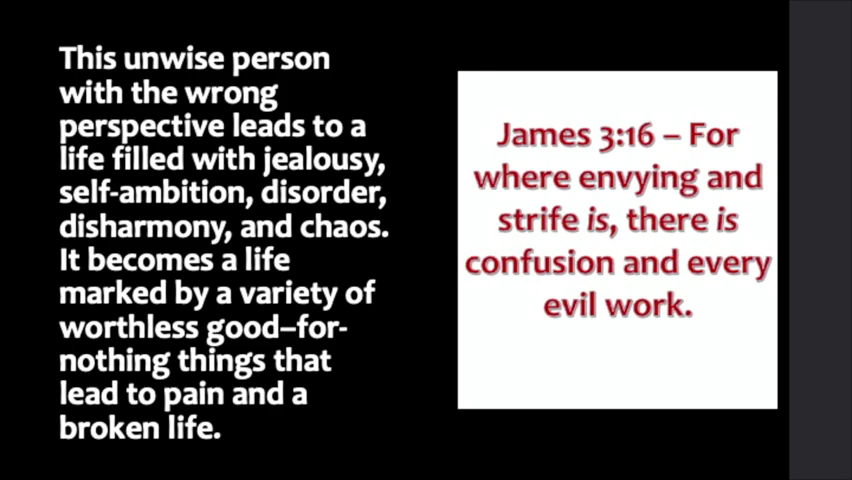 This unwise person
with the wrong
perspective leads to a
life filled with jealousy,
self-ambition, disorder,
disharmony, and chaos.
It becomes a life
marked by a variety of
worthless good–for-
nothing things that
lead to pain and a
broken life.
James 3:16 – For
where envying and
strife is, there is
confusion and every
evil work.